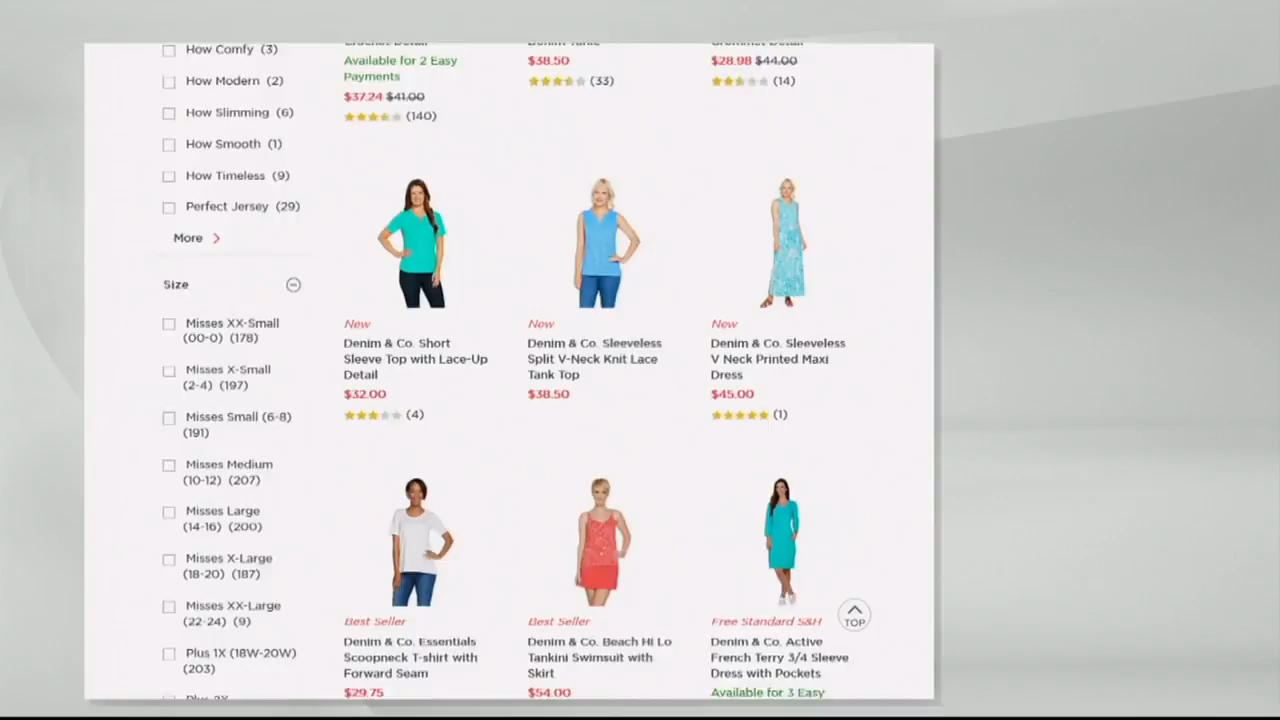 How Comfy (3)
How Modern (2)
How Slimming (6)
How Smooth (1)
How Timeless (9)
Perfect Jersey (29)
More
Size
Misses XX-Small
(00-0) (178)
Misses X-Small
(2-4) (197)
Misses Small (6-8)
(191)
Misses Medium
(10-12) (207)
Misses Large
(14-16) (200)
Misses X-Large
(18-20) (187)
Misses XX-Large
(22-24) (9)
Plus 1X (18W-20W)
(203)
Plus 2X
Crochet Detail
Available for 2 Easy
Payments
$37.24 $41.00
(140)
Denim Tunic
$38.50
(33)
Grommet Detail
$28.98 $44.00
(14)
New
Denim & Co. Short
Sleeve Top with Lace-Up
Detail
$32.00
(4)
New
Denim & Co. Sleeveless
Split V-Neck Knit Lace
Tank Top
$38.50
New
Denim & Co. Sleeveless
V Neck Printed Maxi
Dress
$45.00
(1)
Best Seller
Denim & Co. Essentials
Scoopneck T-shirt with
Forward Seam
$29.75
Best Seller
Denim & Co. Beach Hi Lo
Tankini Swimsuit with
Skirt
$54.00
Free Standard S&H
Denim & Co. Active
French Terry 3/4 Sleeve
Dress with Pockets
Available for 3 Easy
TOP